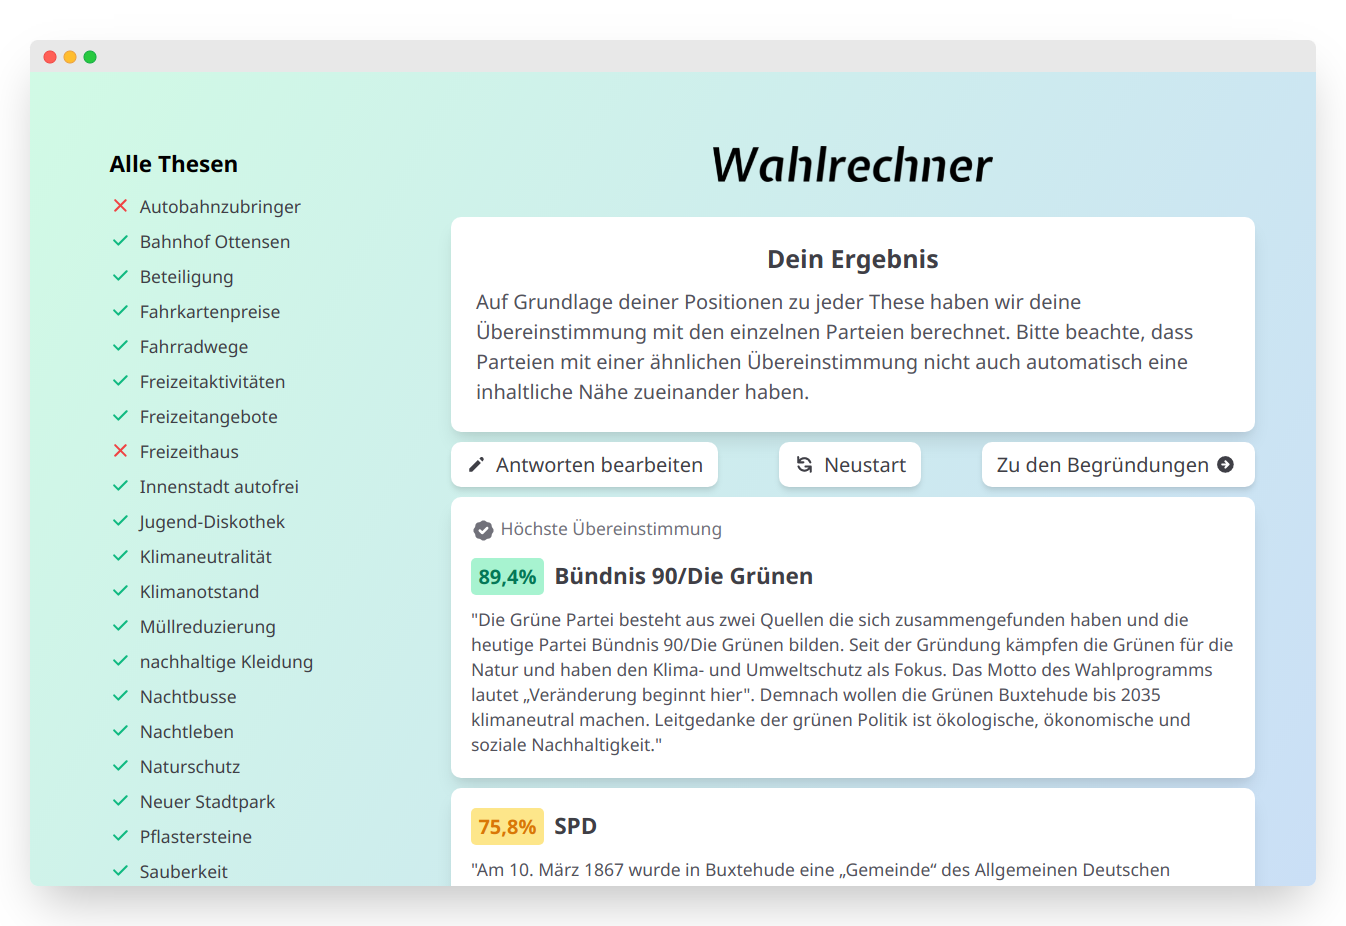 Alle Thesen
Autobahnzubringer
Bahnhof Ottensen
Beteiligung
Fahrkartenpreise
Fahrradwege
Freizeitaktivitäten
Freizeitangebote
Freizeithaus
Innenstadt autofrei
Jugend-Diskothek
Klimaneutralität
Klimanotstand
Müllreduzierung
nachhaltige Kleidung
Nachtbusse
Nachtleben
Naturschutz
Neuer Stadtpark
Pflastersteine
Sauberkeit
Wahlrechner
Dein Ergebnis
Auf Grundlage deiner Positionen zu jeder These haben wir deine
Übereinstimmung mit den einzelnen Parteien berechnet. Bitte beachte, dass
Parteien mit einer ähnlichen Übereinstimmung nicht auch automatisch eine
inhaltliche Nähe zueinander haben.
Antworten bearbeiten
Neustart
Zu den Begründungen
Höchste Übereinstimmung
89,4% Bündnis 90/Die Grünen
"Die Grüne Partei besteht aus zwei Quellen die sich zusammengefunden haben und die
heutige Partei Bündnis 90/Die Grünen bilden. Seit der Gründung kämpfen die Grünen für die
Natur und haben den Klima- und Umweltschutz als Fokus. Das Motto des Wahlprogramms
lautet „Veränderung beginnt hier". Demnach wollen die Grünen Buxtehude bis 2035
klimaneutral machen. Leitgedanke der grünen Politik ist ökologische, ökonomische und
soziale Nachhaltigkeit."
75,8% SPD
"Am 10. März 1867 wurde in Buxtehude eine „Gemeinde“ des Allgemeinen Deutschen